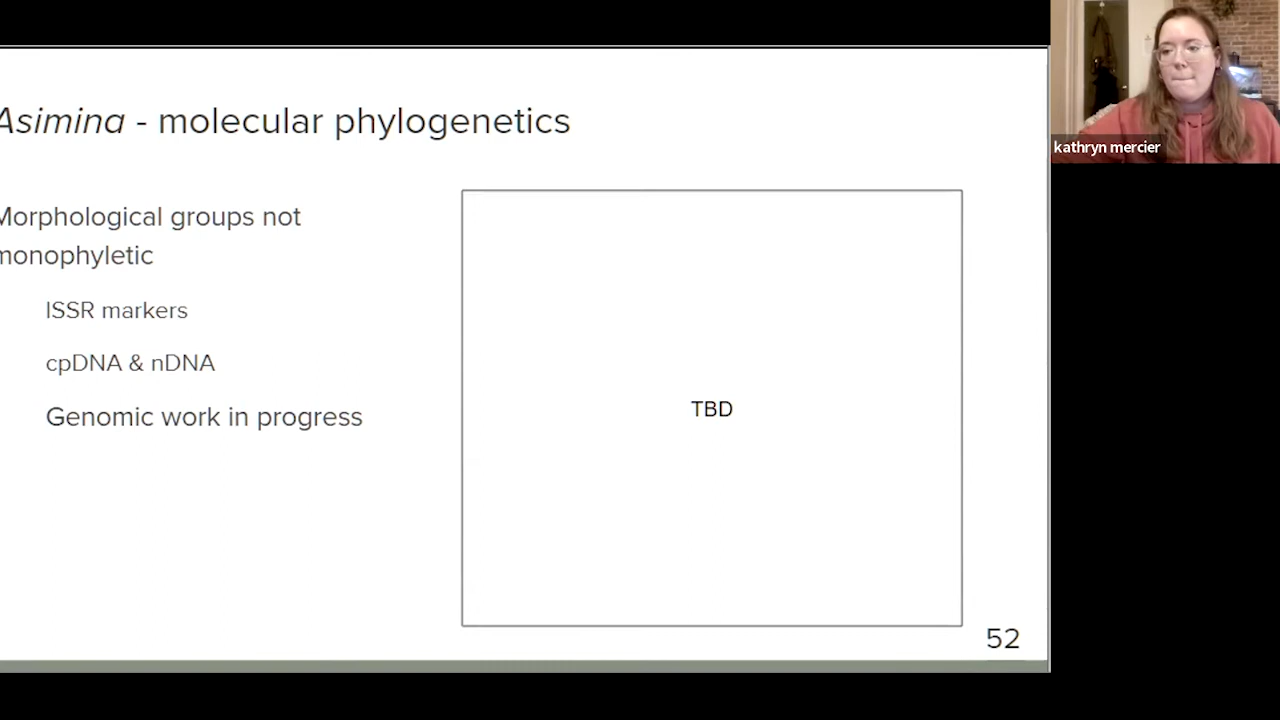 Asimina - molecular phylogenetics
Morphological groups not
monophyletic
ISSR markers
cpDNA & nDNA
Genomic work in progress
TBD
52
kathryn mercier